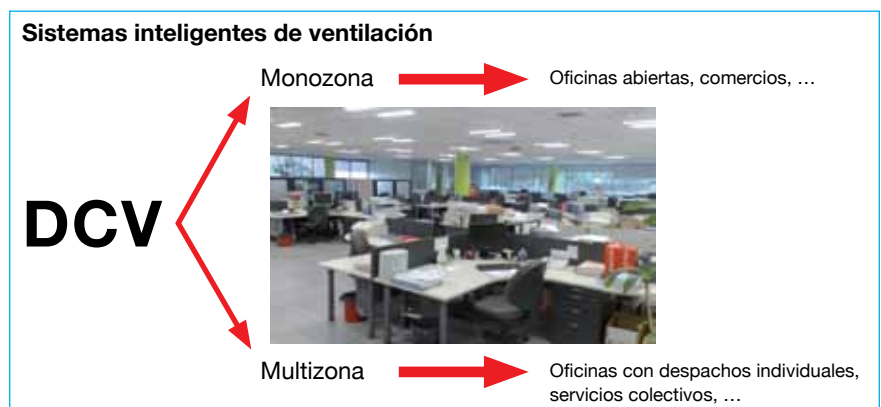 Sistemas inteligentes de ventilación
Monozona
Oficinas abiertas, comercios, …
DCV
Multizona
Oficinas con despachos individuales,
servicios colectivos, …